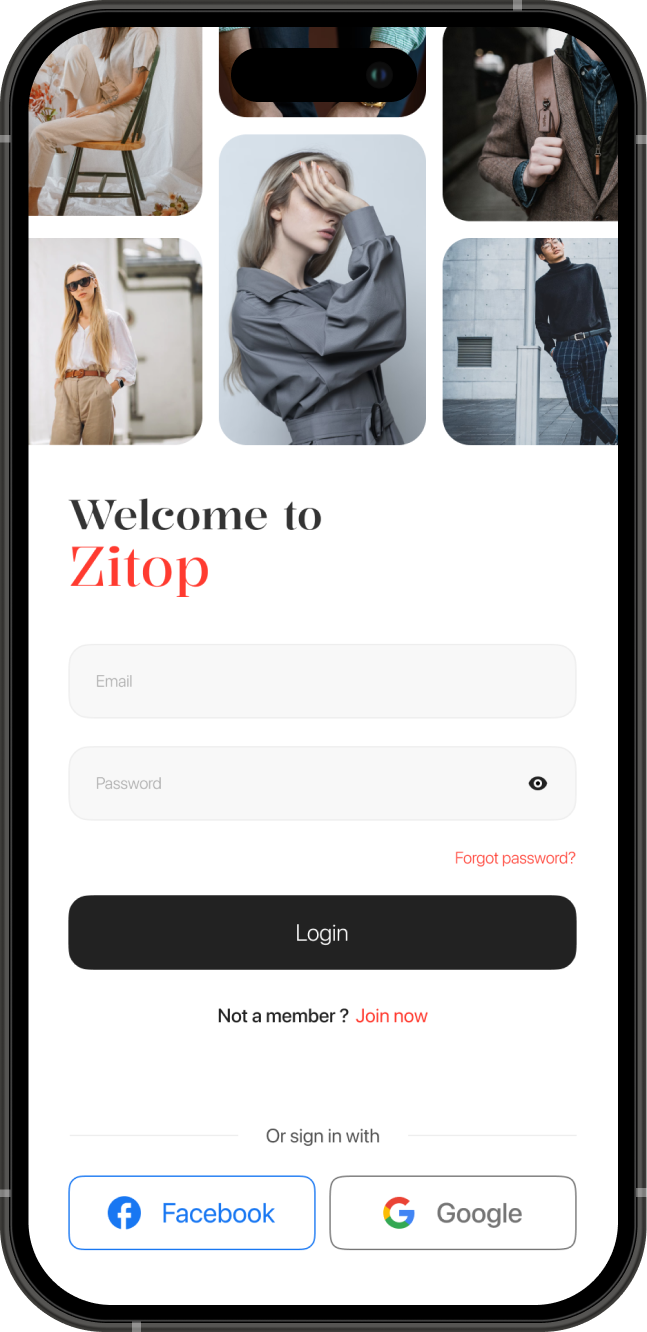 Welcome to
Zitop
Email
Password
Forgot password?
Login
Not a member ? Join now
Or sign in with
Facebook
Google